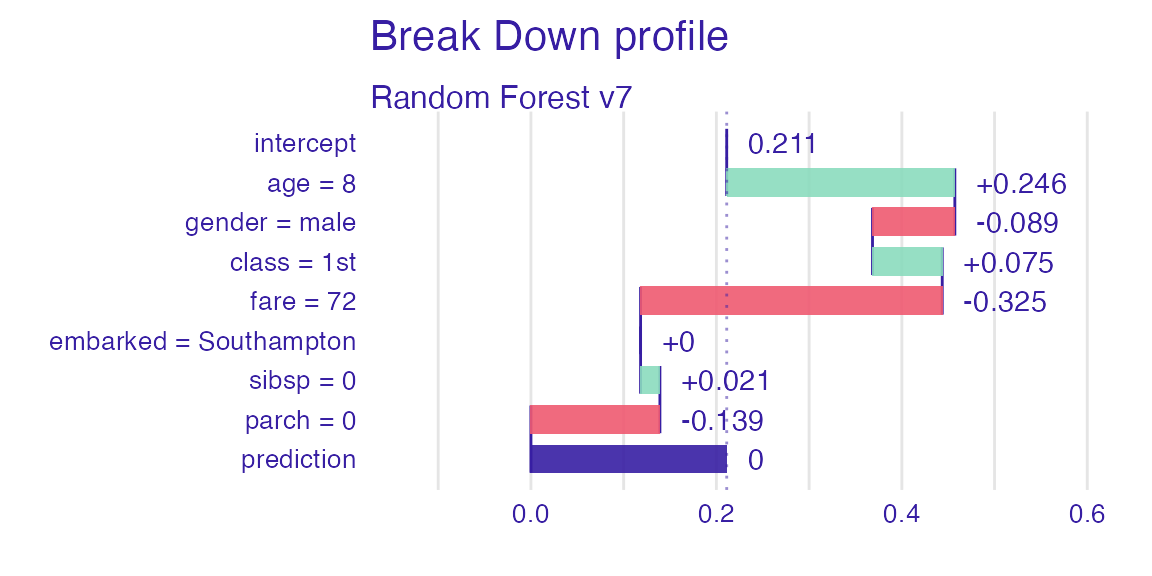 Break Down profile
Random Forest v7
intercept 0.211
age = 8 +0.246
gender = male -0.089
class = 1st +0.075
fare = 72 -0.325
embarked = Southampton +0
sibsp = 0 +0.021
parch = 0 -0.139
prediction 0
0.0 0.2 0.4 0.6